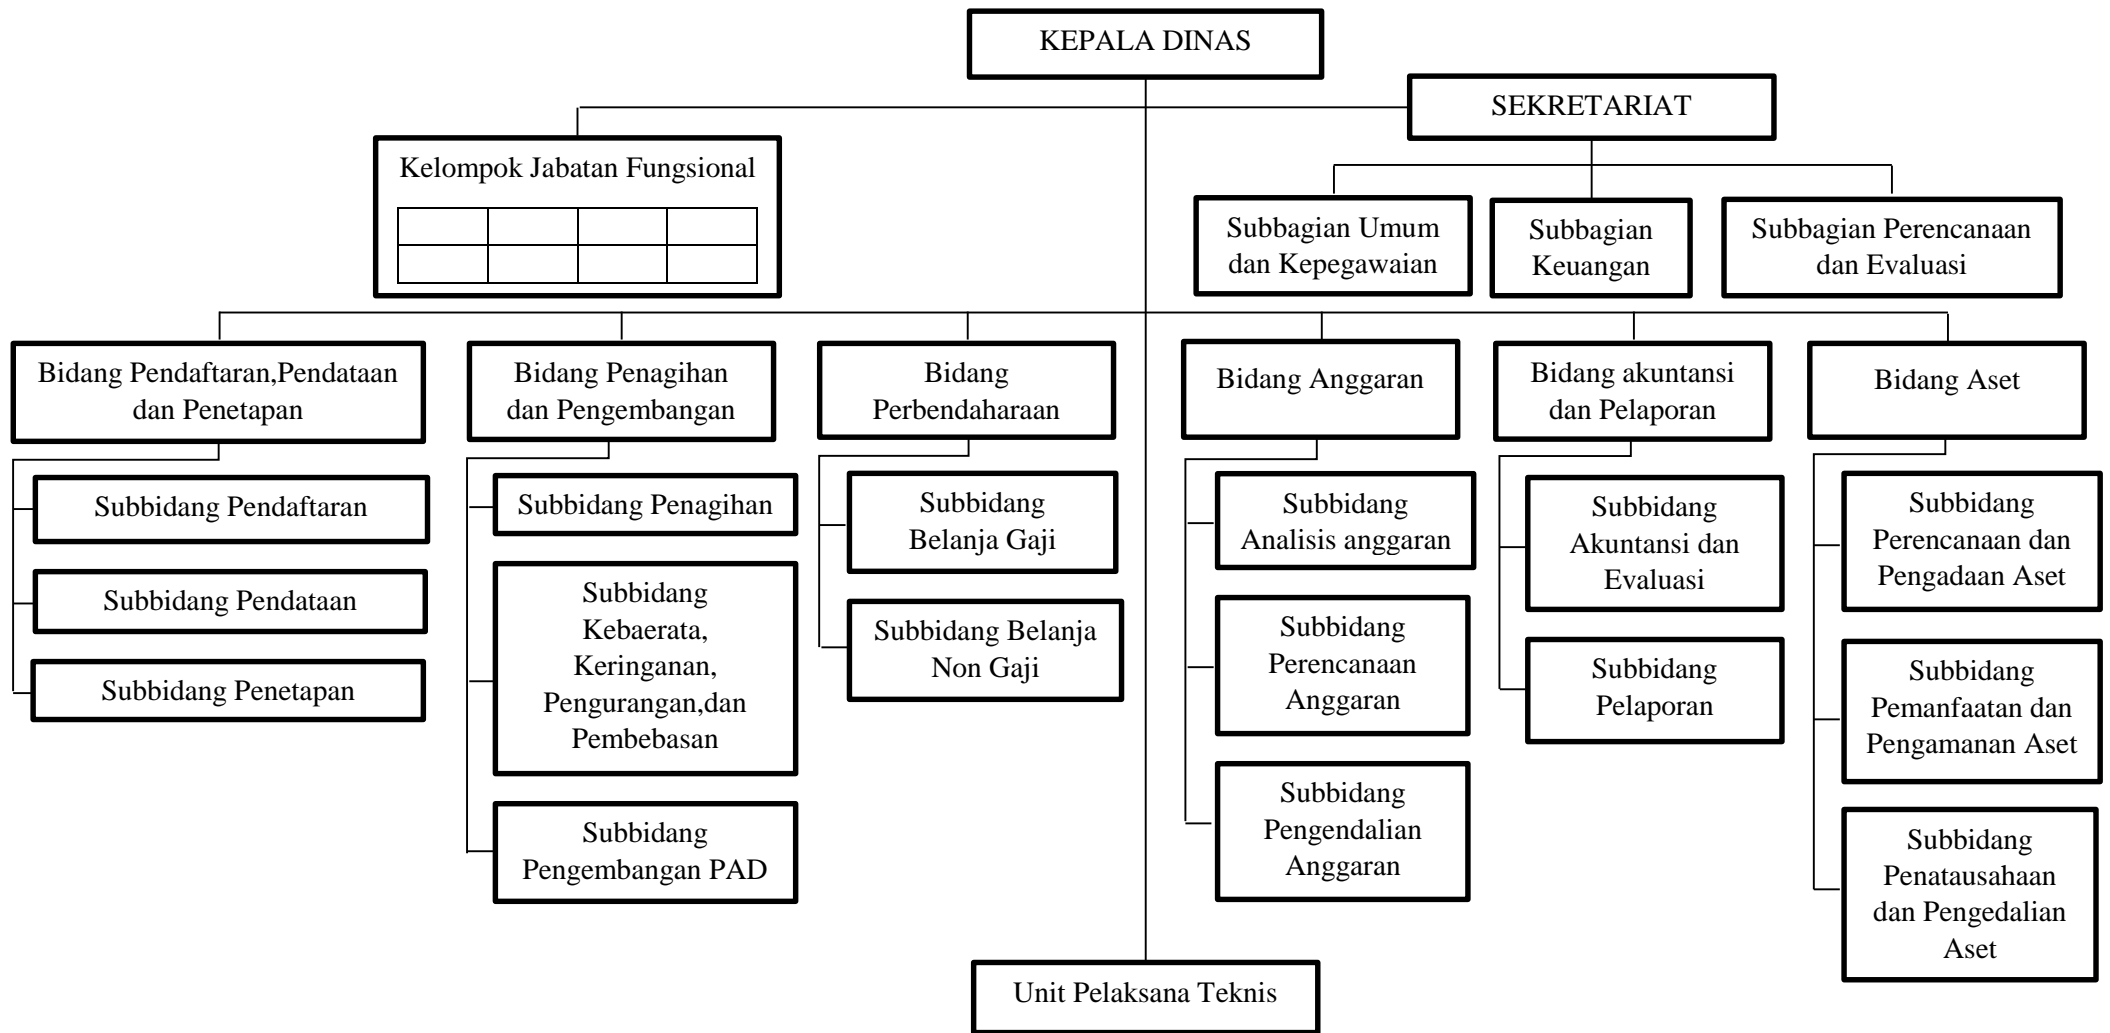 KEPALA DINAS
SEKRETARIAT
Kelompok Jabatan Fungsional
Subbagian Umum
dan Kepegawaian
Subbagian
Keuangan
Subbagian Perencanaan
dan Evaluasi
Bidang Pendaftaran,Pendataan
dan Penetapan
Bidang Penagihan
dan Pengembangan
Bidang
Perbendaharaan
Bidang Anggaran
Bidang akuntansi
dan Pelaporan
Bidang Aset
Subbidang Pendaftaran
Subbidang Pendataan
Subbidang Penetapan
Subbidang Penagihan
Subbidang
Kebaerata,
Keringanan,
Pengurangan,dan
Pembebasan
Subbidang
Pengembangan PAD
Subbidang
Belanja Gaji
Subbidang Belanja
Non Gaji
Subbidang
Analisis anggaran
Subbidang
Perencanaan
Anggaran
Subbidang
Pengendalian
Anggaran
Subbidang
Akuntansi dan
Evaluasi
Subbidang
Pelaporan
Subbidang
Perencanaan dan
Pengadaan Aset
Subbidang
Pemanfaatan dan
Pengamanan Aset
Subbidang
Penatausahaan
dan Pengedalian
Aset
Unit Pelaksana Teknis